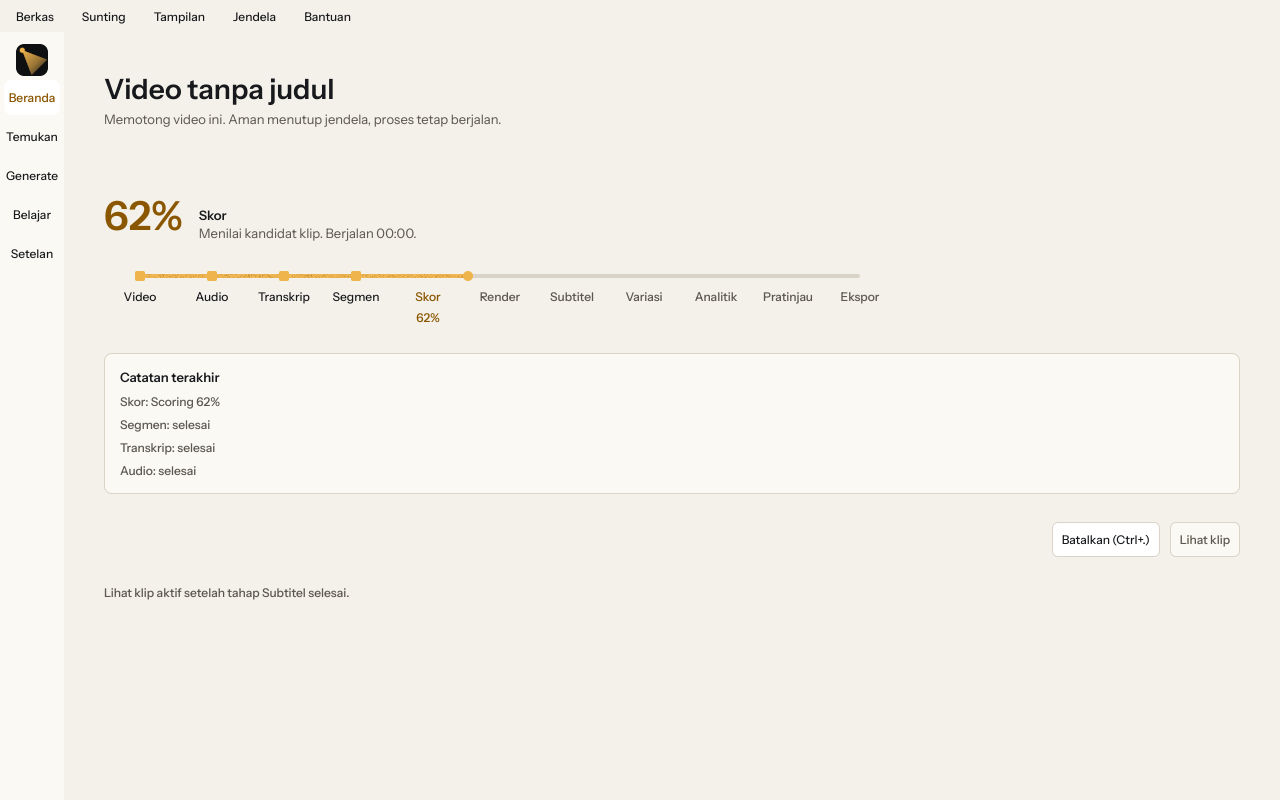 Berkas Sunting Tampilan Jendela Bantuan
Beranda
Temukan
Generate
Belajar
Setelan
Video tanpa judul
Memotong video ini. Aman menutup jendela, proses tetap berjalan.
62%
Skor
Menilai kandidat klip. Berjalan 00:00.
Video Audio Transkrip Segmen Skor Render Subtitel Variasi Analitik Pratinjau Ekspor
62%
Catatan terakhir
Skor: Scoring 62%
Segmen: selesai
Transkrip: selesai
Audio: selesai
Batalkan (Ctrl+.) Lihat klip
Lihat klip aktif setelah tahap Subtitel selesai.